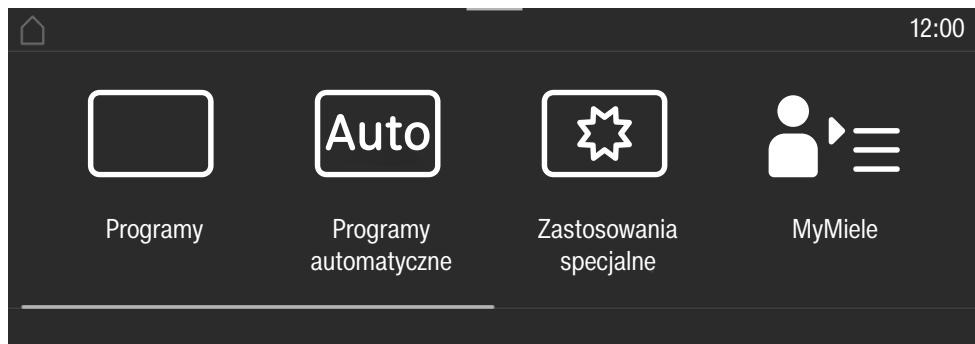 12:00
Auto
Programy
Programy
automatyczne
Zastosowania
specjalne
MyMiele